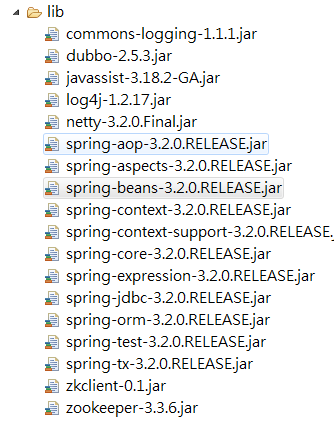 lib
commons-logging-1.1.1.jar
dubbo-2.5.3.jar
javassist-3.18.2-GA.jar
log4j-1.2.17.jar
netty-3.2.0.Final.jar
spring-aop-3.2.0.RELEASE.jar
spring-aspects-3.2.0.RELEASE.jar
spring-beans-3.2.0.RELEASE.jar
spring-context-3.2.0.RELEASE.jar
spring-context-support-3.2.0.RELEASE.
spring-core-3.2.0.RELEASE.jar
spring-expression-3.2.0.RELEASE.jar
spring-jdbc-3.2.0.RELEASE.jar
spring-orm-3.2.0.RELEASE.jar
spring-test-3.2.0.RELEASE.jar
spring-tx-3.2.0.RELEASE.jar
zkclient-0.1.jar
zookeeper-3.3.6.jar